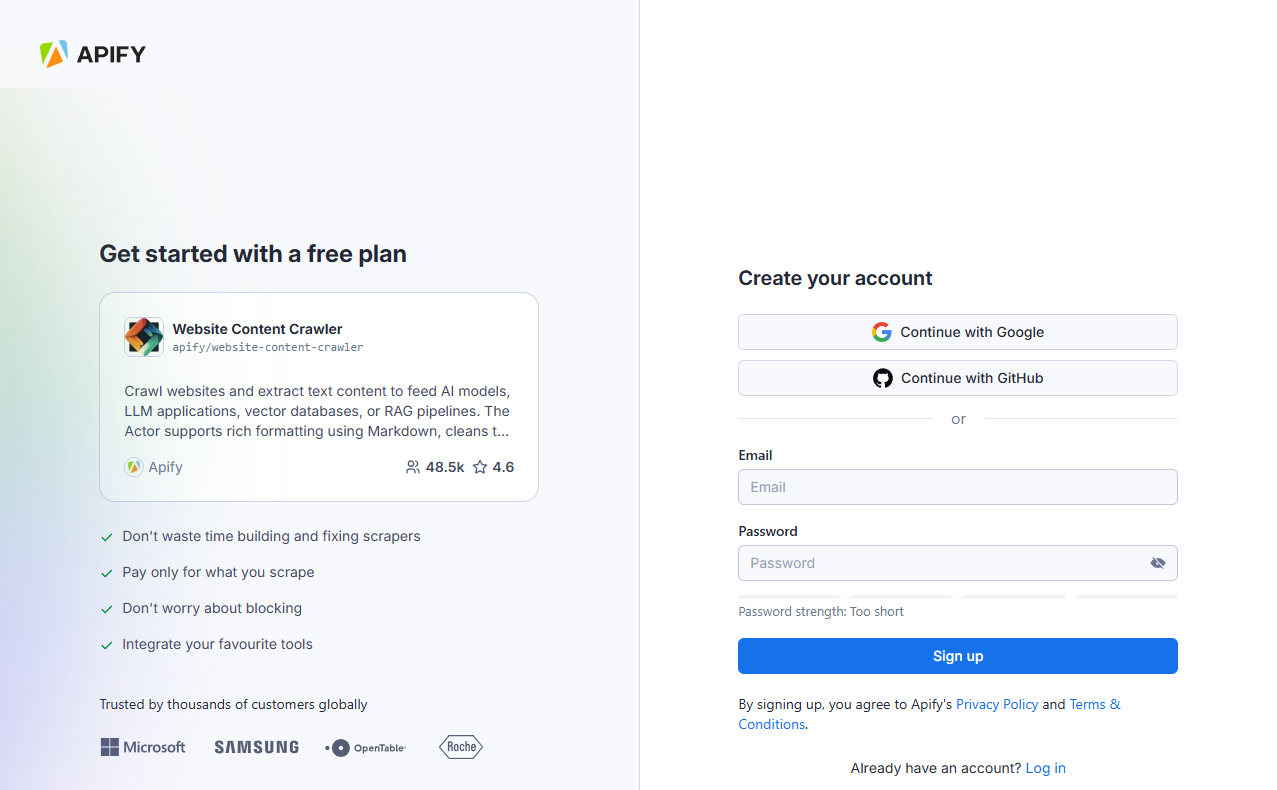 APIFY
Get started with a free plan
Website Content Crawler
apify/website-content-crawler
Crawl websites and extract text content to feed AI models,
LLM applications, vector databases, or RAG pipelines. The
Actor supports rich formatting using Markdown, cleans t...
Apify
48.5k 4.6
Don't waste time building and fixing scrapers
Pay only for what you scrape
Don't worry about blocking
Integrate your favourite tools
Trusted by thousands of customers globally
Microsoft SAMSUNG OpenTable Roche
Create your account
Continue with Google
Continue with GitHub
or
Email
Email
Password
Password
Password strength: Too short
Sign up
By signing up, you agree to Apify's Privacy Policy and Terms &
Conditions.
Already have an account? Log in